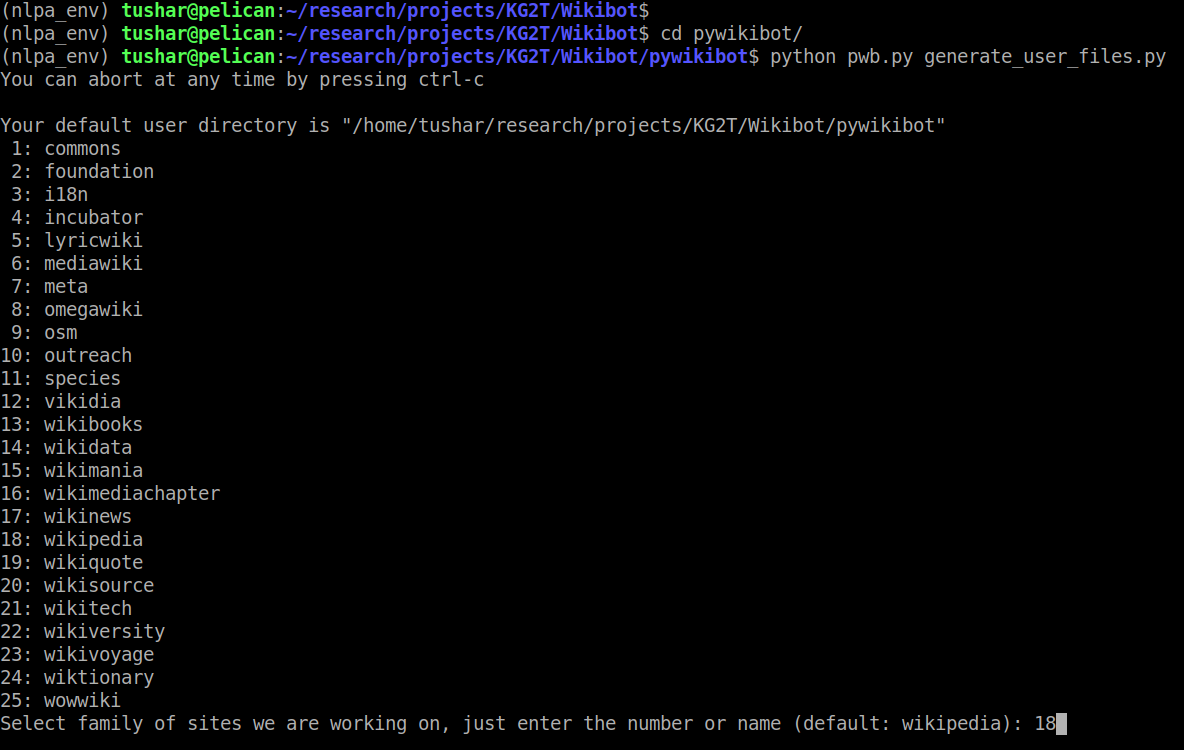 (nlpa_env) tushar@pelican:~/research/projects/KG2T/Wikibot$
(nlpa_env) tushar@pelican:~/research/projects/KG2T/Wikibot$ cd pywikibot/
(nlpa_env) tushar@pelican:~/research/projects/KG2T/Wikibot/pywikibot$ python pwb.py generate_user_files.py
You can abort at any time by pressing ctrl-c

Your default user directory is "/home/tushar/research/projects/KG2T/Wikibot/pywikibot"
 1: commons
 2: foundation
 3: i18n
 4: incubator
 5: lyricwiki
 6: mediawiki
 7: meta
 8: omegawiki
 9: osm
10: outreach
11: species
12: vikidia
13: wikibooks
14: wikidata
15: wikimania
16: wikimediachapter
17: wikinews
18: wikipedia
19: wikiquote
20: wikisource
21: wikitech
22: wikiversity
23: wikivoyage
24: wiktionary
25: wowwiki
Select family of sites we are working on, just enter the number or name (default: wikipedia): 18